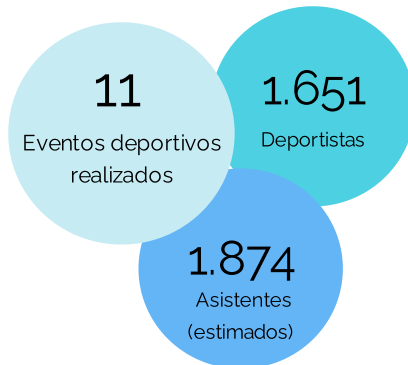 11
Eventos deportivos
realizados
1.651
Deportistas
1.874
Asistentes
(estimados)